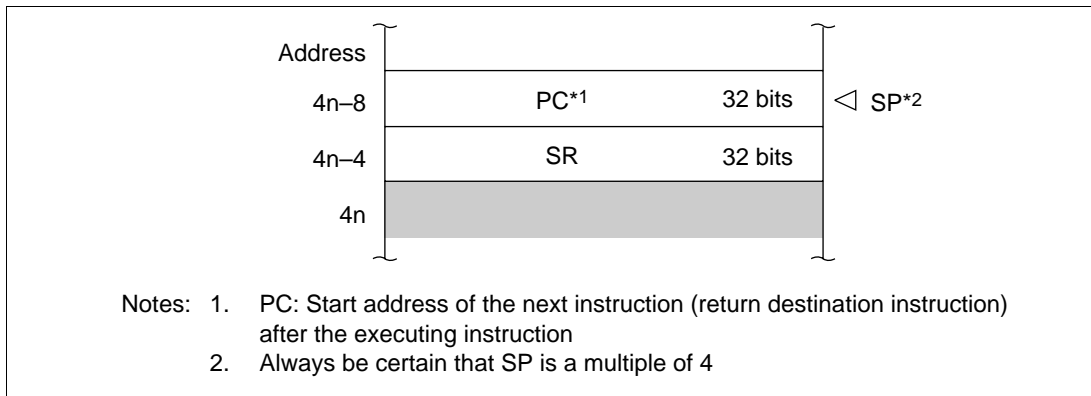 Address
4n–8 PC*1 32 bits ◁ SP*2
4n–4 SR 32 bits
4n
Notes: 1. PC: Start address of the next instruction (return destination instruction)
after the executing instruction
2. Always be certain that SP is a multiple of 4